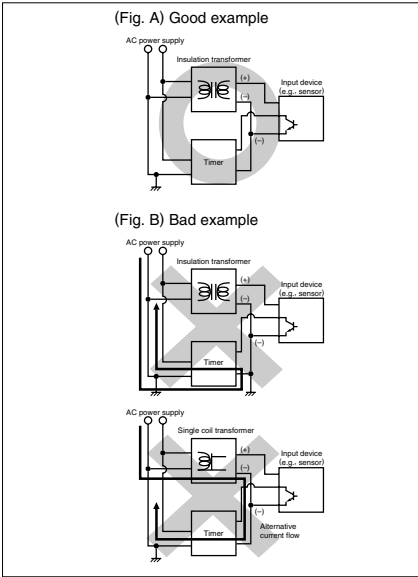 (Fig. A) Good example
AC power supply
Insulation transformer
(+)
(−)
Input device
(e.g., sensor)
(−)
Timer
(Fig. B) Bad example
AC power supply
Insulation transformer
(+)
(−)
Input device
(e.g., sensor)
(−)
Timer
AC power supply
Single coil transformer
(+)
(−)
Input device
(e.g., sensor)
(−)
Timer
Alternative
current flow